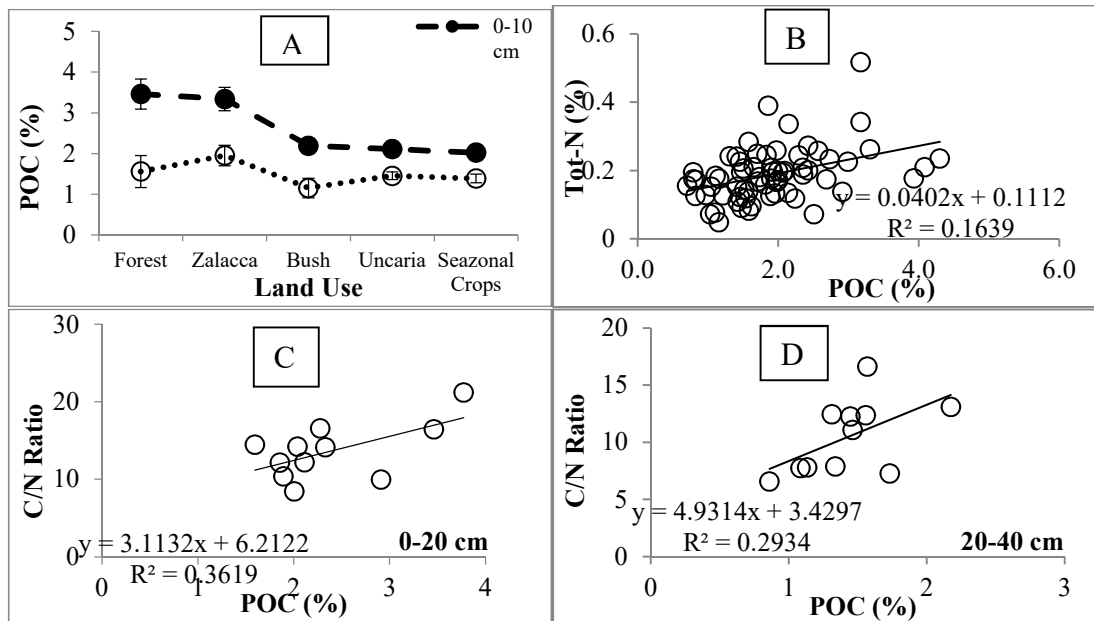 A
0-10
cm
POC (%)
5
4
3
2
1
0
Forest
Zalacca
Bush
Uncaria
Seazonal
Crops
Land Use
B
Tot-N (%)
0.6
0.4
0.2
0
y = 0.0402x + 0.1112
R² = 0.1639
0.0
2.0
4.0
6.0
POC (%)
C
C/N Ratio
30
20
10
0
y = 3.1132x + 6.2122
R² = 0.3619
0-20 cm
0
1
2
3
4
POC (%)
D
C/N Ratio
20
15
10
5
0
y = 4.9314x + 3.4297
R² = 0.2934
20-40 cm
0
1
2
3
POC (%)